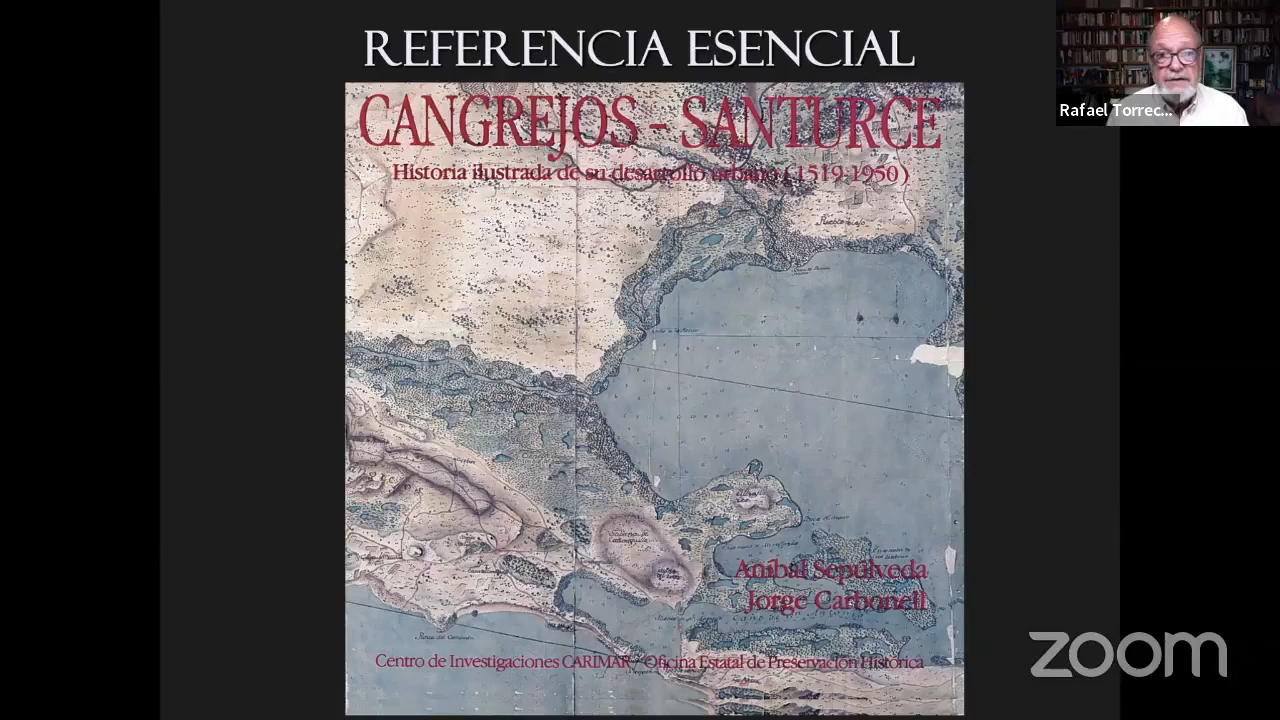 REFERENCIA ESENCIAL
CANGREJOS - SANTURCE
Historia ilustrada de su desarrollo urbano (1519-1950)
Aníbal Sepúlveda
Jorge Carbonell
Centro de Investigaciones CARIMAR / Oficina Estatal de Preservación Histórica
Rafael Torrec...
zoom